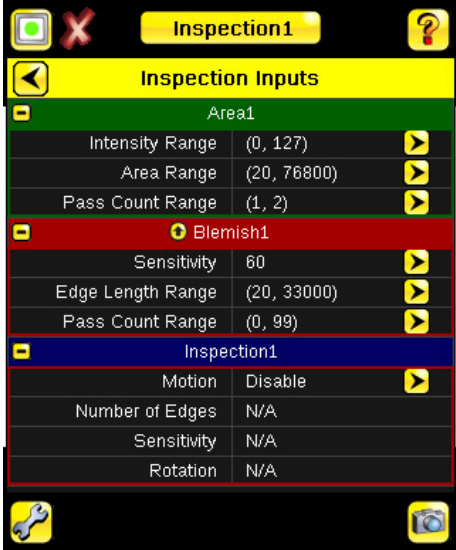 Inspection1
?
Inspection Inputs
Area1
Intensity Range (0, 127)
Area Range (20, 76800)
Pass Count Range (1, 2)
Blemish1
Sensitivity 60
Edge Length Range (20, 33000)
Pass Count Range (0, 99)
Inspection1
Motion Disable
Number of Edges N/A
Sensitivity N/A
Rotation N/A